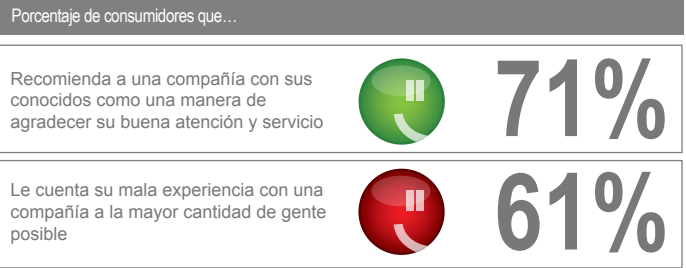 Porcentaje de consumidores que…
Recomienda a una compañía con sus
conocidos como una manera de
agradecer su buena atención y servicio
71%
Le cuenta su mala experiencia con una
compañía a la mayor cantidad de gente
posible
61%